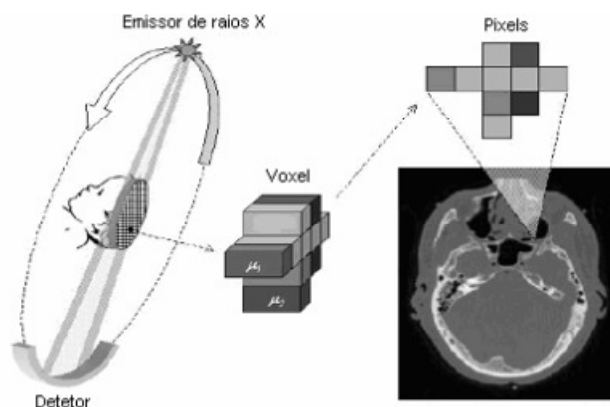 Emissor de raios X
Pixels
Voxel
μ₁
μ₂
Detetor